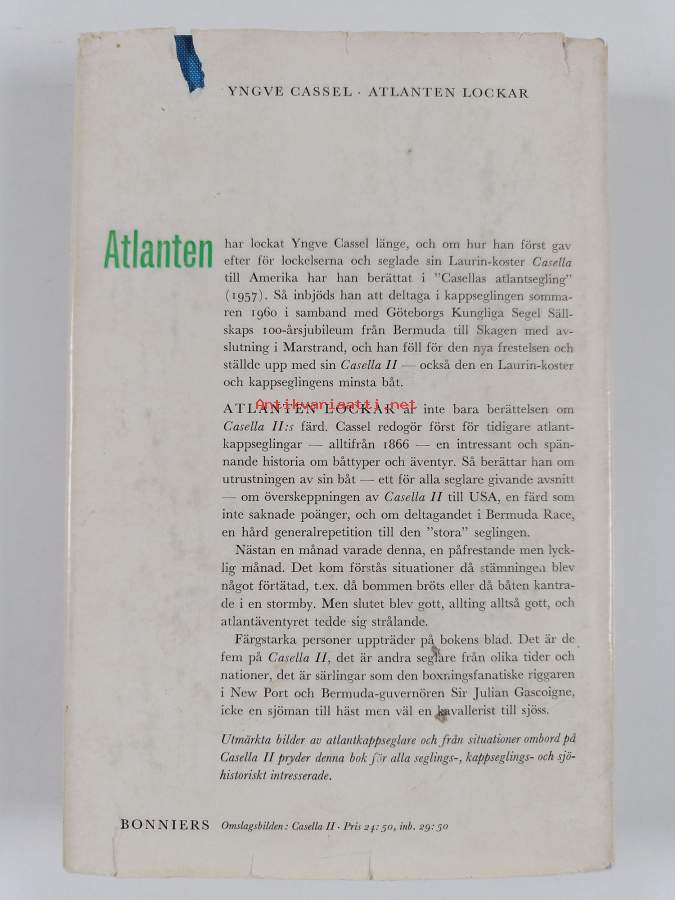 YNGVE CASSEL · ATLANTEN LOCKAR
Atlanten har lockat Yngve Cassel länge, och om hur han först gav
efter för lockelserna och seglade sin Laurin-koster Casella
till Amerika har han berättat i "Casellas atlantsegling"
(1957). Så inbjöds han att deltaga i kappseglingen somma-
ren 1960 i samband med Göteborgs Kungliga Segel Säll-
skaps 100-årsjubileum från Bermuda till Skagen med av-
slutning i Marstrand, och han föll för den nya frestelsen och
ställde upp med sin Casella II — också den en Laurin-koster
och kappseglingens minsta båt.
Antikvariaatti.net
ATLANTEN LOCKAR är inte bara berättelsen om
Casella II:s färd. Cassel redogör först för tidigare atlant-
kappseglingar — alltifrån 1866 — en intressant och spän-
nande historia om båttyper och äventyr. Så berättar han om
utrustningen av sin båt — ett för alla seglare givande avsnitt
— om överskeppningen av Casella II till USA, en färd som
inte saknade poänger, och om deltagandet i Bermuda Race,
en hård generalrepetition till den "stora" seglingen.
Nästan en månad varade denna, en påfrestande men lyck-
lig månad. Det kom förstås situationer då stämningen blev
något förtätad, t.ex. då bommen bröts eller då båten kantra-
de i en stormby. Men slutet blev gott, allting alltså gott, och
atlantäventyret tedde sig strålande.
Färgstarka personer uppträder på bokens blad. Det är de
fem på Casella II, det är andra seglare från olika tider och
nationer, det är särlingar som den boxningsfanatiske riggaren
i New Port och Bermuda-guvernören Sir Julian Gascoigne,
icke en sjöman till häst men väl en kavallerist till sjöss.
Utmärkta bilder av atlantkappseglare och från situationer ombord på
Casella II pryder denna bok för alla seglings-, kappseglings- och sjö-
historiskt intresserade.
BONNIERS Omslagsbilden: Casella II · Pris 24:50, inb. 29:50